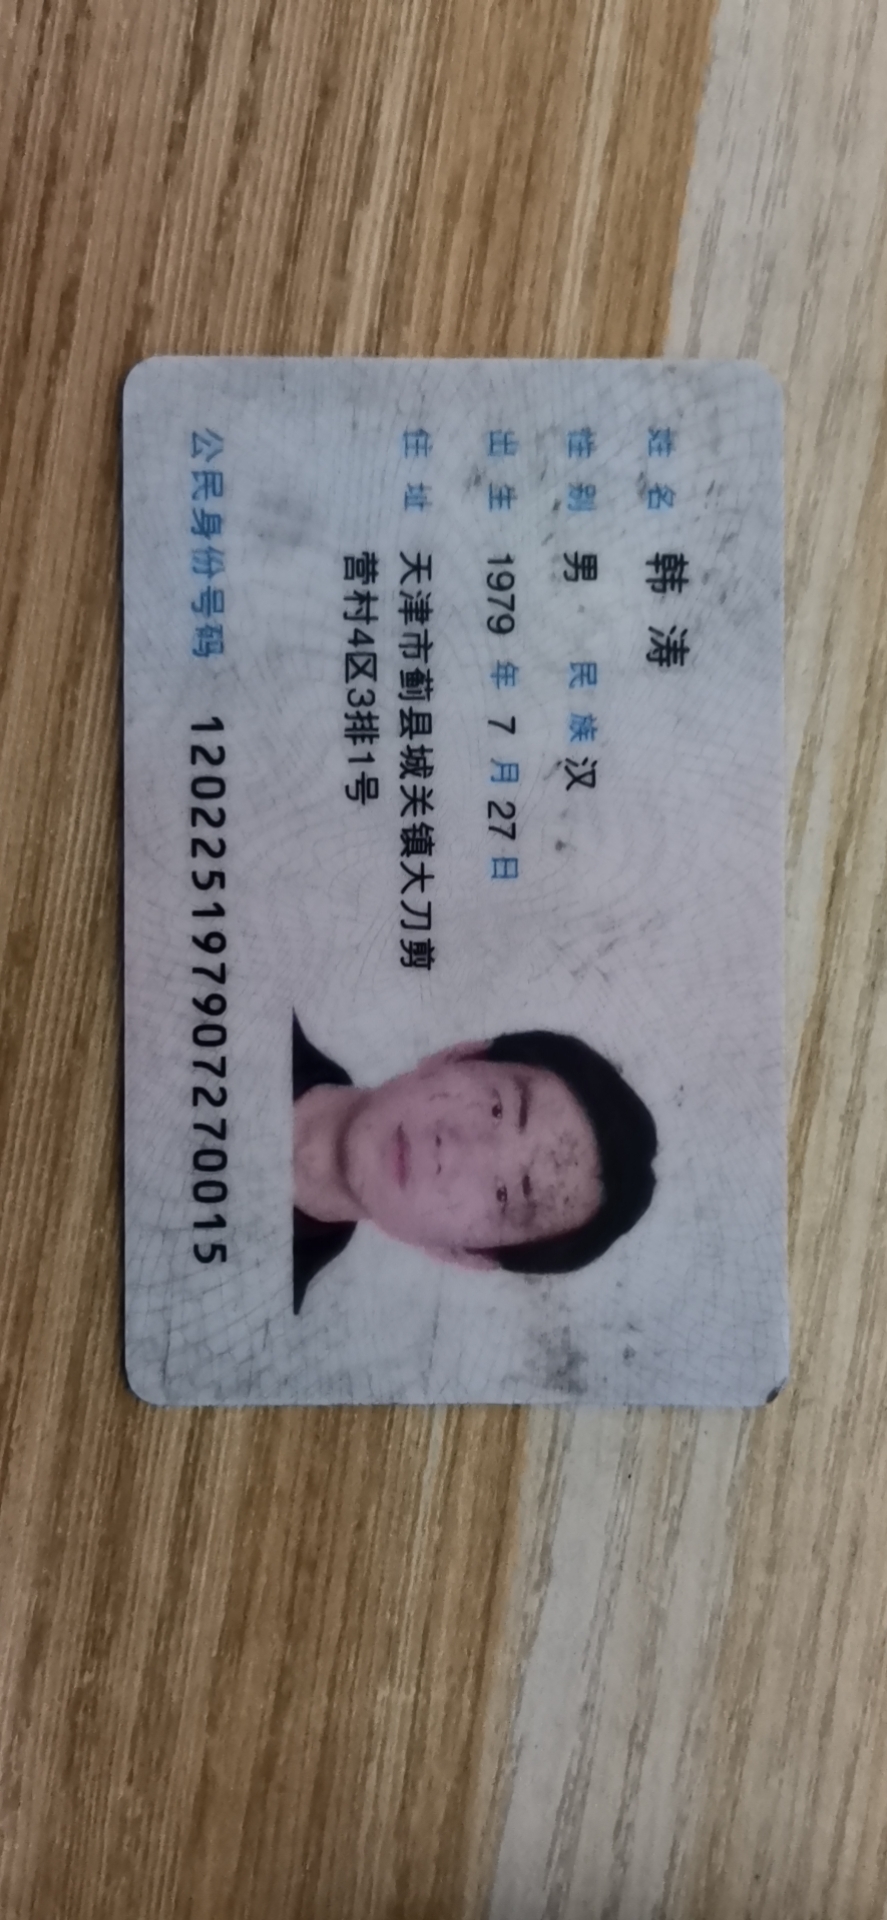 姓名 韩涛
性别 男 民族 汉
出生 1979 年 7 月 27 日
住址 天津市蓟县城关镇大刀剪
营村4区3排1号
公民身份号码 120225197907270015